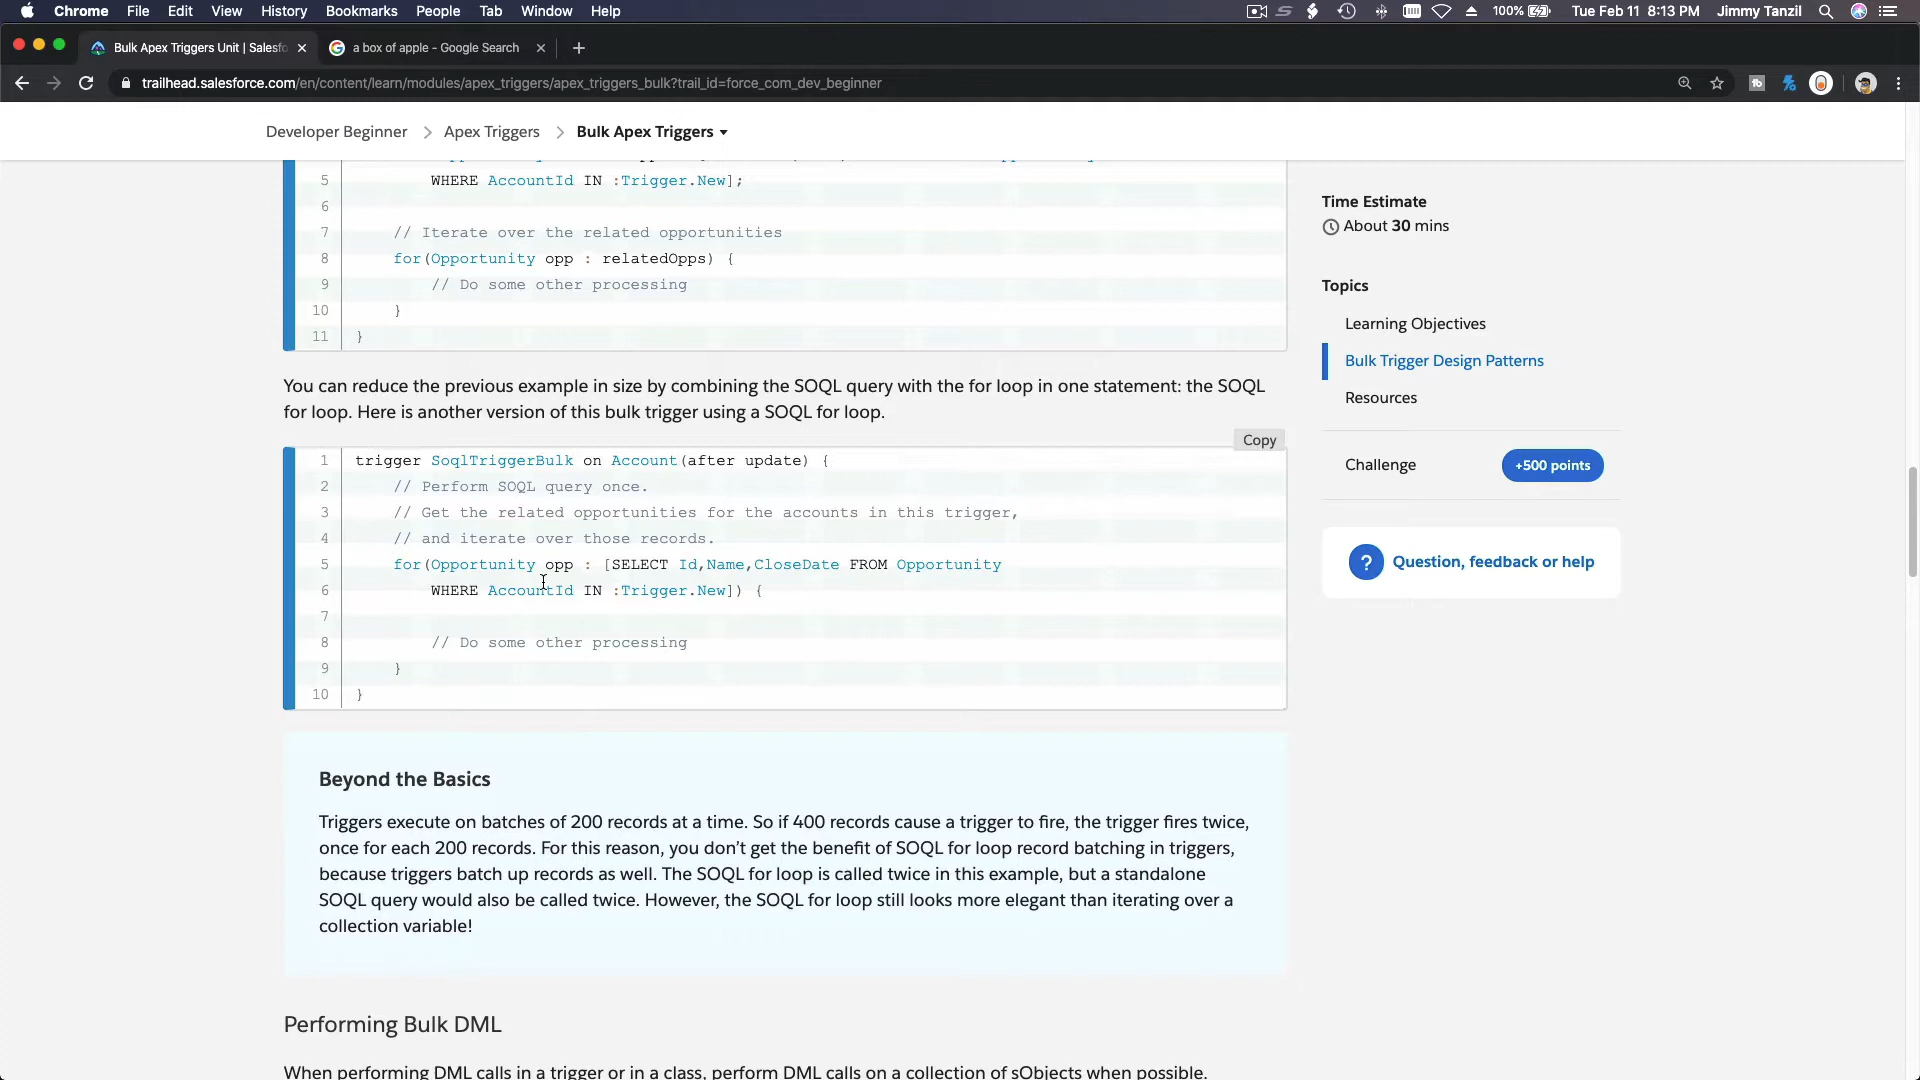 Chrome File Edit View History Bookmarks People Tab Window Help 100% Tue Feb 11 8:13 PM Jimmy Tanzil
Bulk Apex Triggers Unit | Salesfo a box of apple - Google Search
trailhead.salesforce.com/en/content/learn/modules/apex_triggers/apex_triggers_bulk?trail_id=force_com_dev_beginner
Developer Beginner > Apex Triggers > Bulk Apex Triggers
5 WHERE AccountId IN :Trigger.New];
6
7 // Iterate over the related opportunities
8 for(Opportunity opp : relatedOpps) {
9 // Do some other processing
10 }
11 }
You can reduce the previous example in size by combining the SOQL query with the for loop in one statement: the SOQL
for loop. Here is another version of this bulk trigger using a SOQL for loop.
Copy
1 trigger SoqlTriggerBulk on Account(after update) {
2 // Perform SOQL query once.
3 // Get the related opportunities for the accounts in this trigger,
4 // and iterate over those records.
5 for(Opportunity opp : [SELECT Id,Name,CloseDate FROM Opportunity
6 WHERE AccountId IN :Trigger.New]) {
7
8 // Do some other processing
9 }
10 }
Beyond the Basics
Triggers execute on batches of 200 records at a time. So if 400 records cause a trigger to fire, the trigger fires twice,
once for each 200 records. For this reason, you don’t get the benefit of SOQL for loop record batching in triggers,
because triggers batch up records as well. The SOQL for loop is called twice in this example, but a standalone
SOQL query would also be called twice. However, the SOQL for loop still looks more elegant than iterating over a
collection variable!
Performing Bulk DML
When performing DML calls in a trigger or in a class, perform DML calls on a collection of sObjects when possible.
Time Estimate
About 30 mins
Topics
Learning Objectives
Bulk Trigger Design Patterns
Resources
Challenge +500 points
? Question, feedback or help